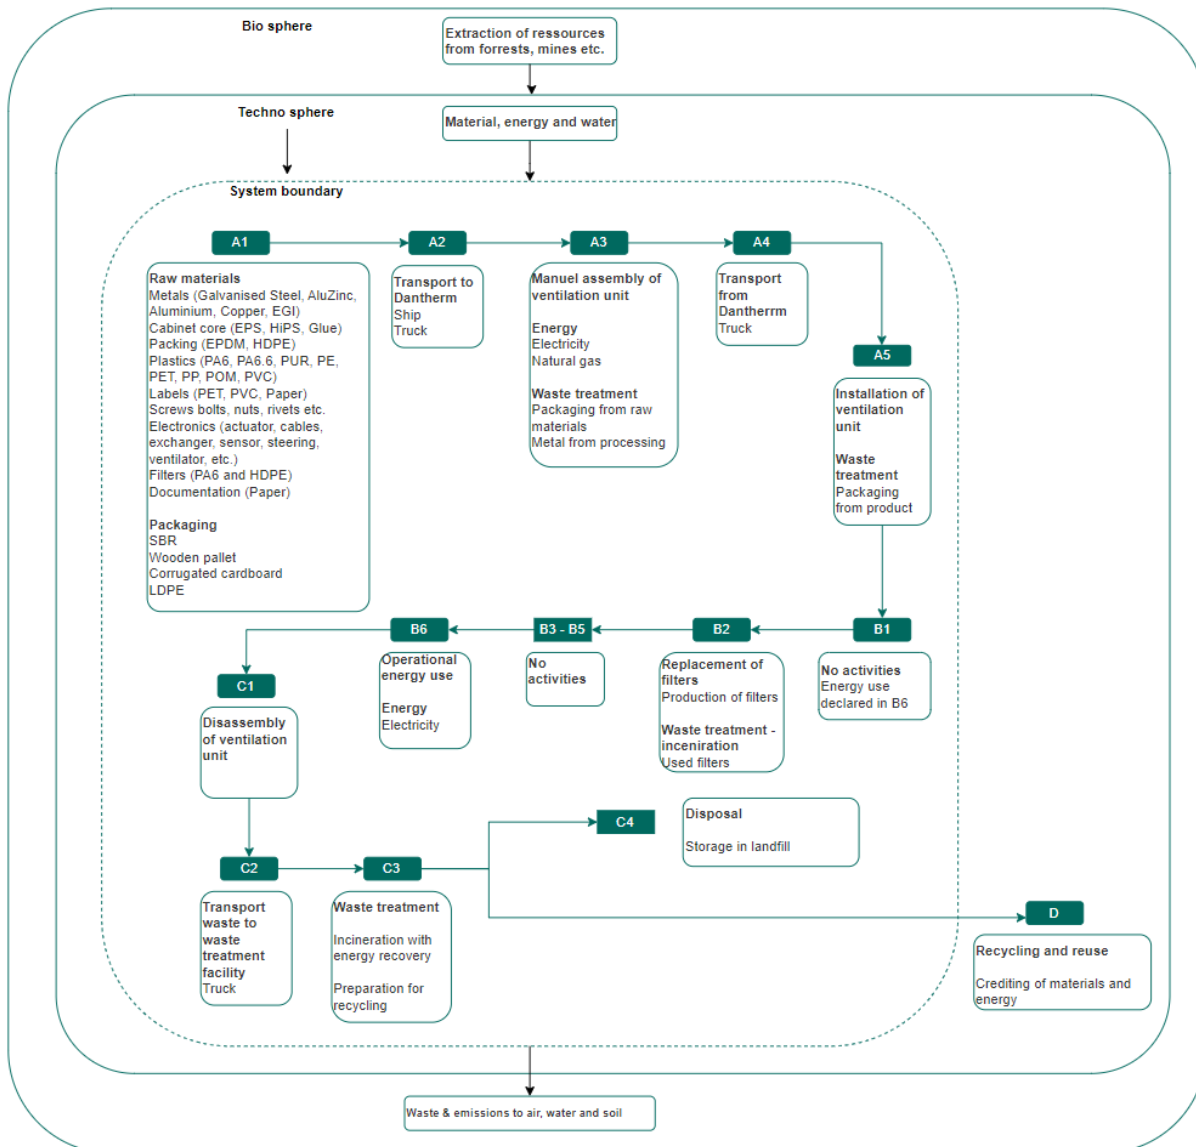 Bio sphere
Extraction of ressources
from forrests, mines etc.
Techno sphere
Material, energy and water
System boundary
A1
Raw materials
Metals (Galvanised Steel, AluZinc,
Aluminium, Copper, EGI)
Cabinet core (EPS, HiPS, Glue)
Packing (EPDM, HDPE)
Plastics (PA6, PA6.6, PUR, PE,
PET, PP, POM, PVC)
Labels (PET, PVC, Paper)
Screws bolts, nuts, rivets etc.
Electronics (actuator, cables,
exchanger, sensor, steering,
ventilator, etc.)
Filters (PA6 and HDPE)
Documentation (Paper)
Packaging
SBR
Wooden pallet
Corrugated cardboard
LDPE
A2
Transport to
Dantherm
Ship
Truck
A3
Manuel assembly of
ventilation unit
Energy
Electricity
Natural gas
Waste treatment
Packaging from raw
materials
Metal from processing
A4
Transport
from
Dantherrm
Truck
A5
Installation of
ventilation
unit
Waste
treatment
Packaging
from product
B1
No activities
Energy use
declared in B6
B2
Replacement of
filters
Production of filters
Waste treatment -
inceniration
Used filters
B3 - B5
No
activities
B6
Operational
energy use
Energy
Electricity
C1
Disassembly
of ventilation
unit
C2
Transport
waste to
waste
treatment
facility
Truck
C3
Waste treatment
Incineration with
energy recovery
Preparation for
recycling
C4
Disposal
Storage in landfill
D
Recycling and reuse
Crediting of materials and
energy
Waste & emissions to air, water and soil